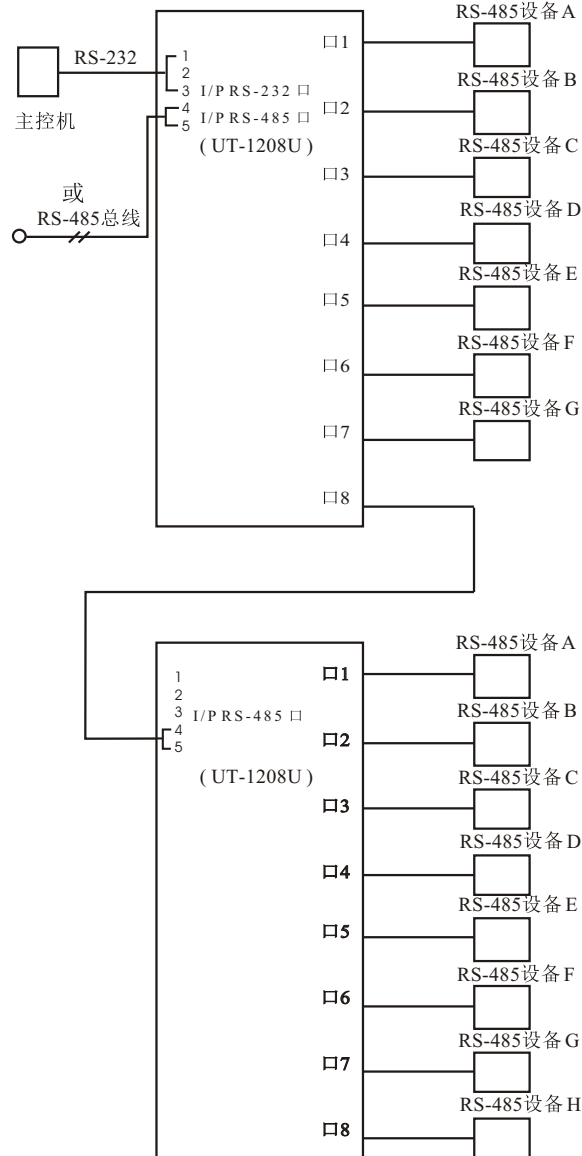 RS-485设备A
口1
RS-232
1
2
3 I/P RS-232 口
主控机
RS-485设备B
口2
4 I/P RS-485 口
5
( UT-1208U )
RS-485设备C
口3
或
RS-485总线
RS-485设备D
口4
RS-485设备E
口5
RS-485设备F
口6
RS-485设备G
口7
口8
RS-485设备A
口1
1
2
3 I/P RS-485 口
4
5
RS-485设备B
口2
( UT-1208U )
RS-485设备C
口3
RS-485设备D
口4
RS-485设备E
口5
RS-485设备F
口6
RS-485设备G
口7
RS-485设备H
口8